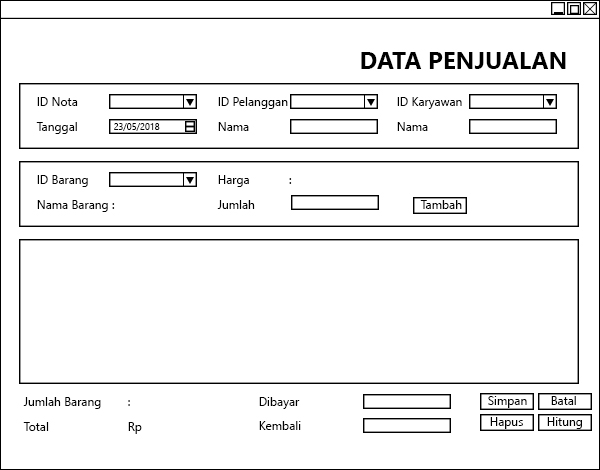 DATA PENJUALAN
ID Nota ID Pelanggan ID Karyawan
Tanggal 23/05/2018 Nama Nama
ID Barang Harga :
Nama Barang : Jumlah Tambah
Jumlah Barang : Dibayar Simpan Batal
Total Rp Kembali Hapus Hitung